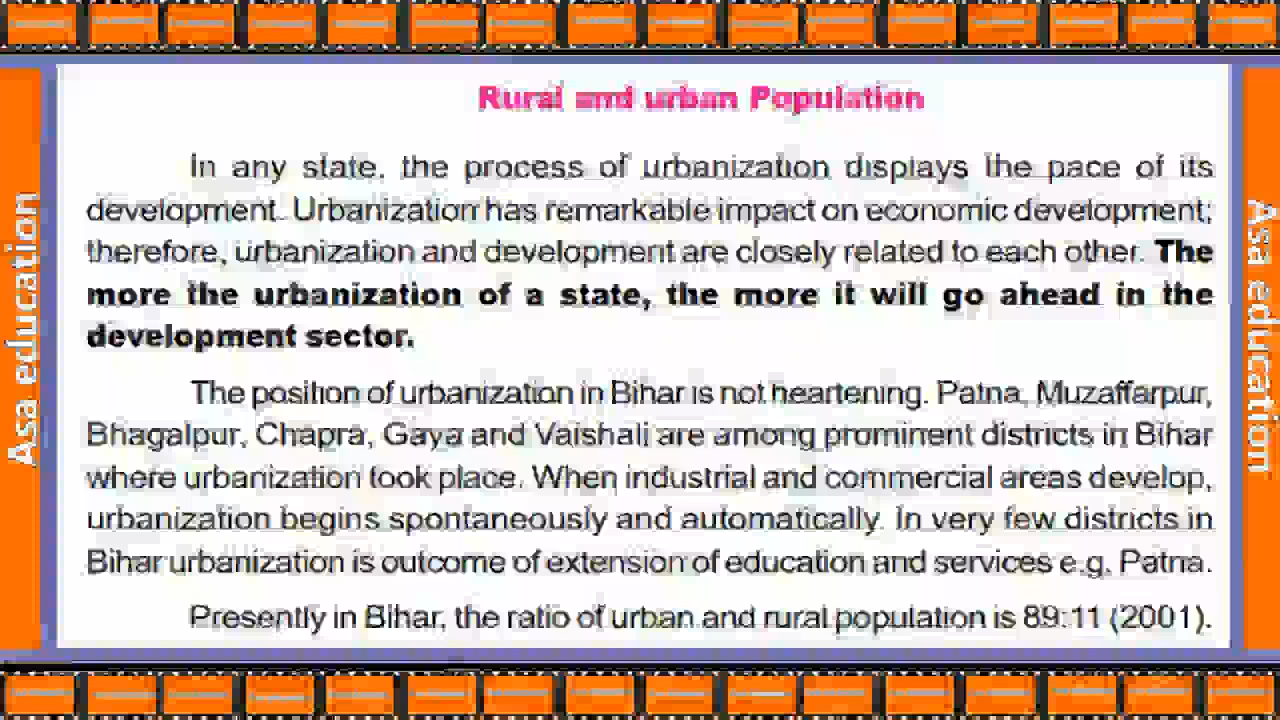 Rural and urban Population
In any state, the process of urbanization displays the pace of its
development. Urbanization has remarkable impact on economic development;
therefore, urbanization and development are closely related to each other. The
more the urbanization of a state, the more it will go ahead in the
development sector.
The position of urbanization in Bihar is not heartening. Patna, Muzaffarpur,
Bhagalpur, Chapra, Gaya and Vaishali are among prominent districts in Bihar
where urbanization took place. When industrial and commercial areas develop,
urbanization begins spontaneously and automatically. In very few districts in
Bihar urbanization is outcome of extension of education and services e.g. Patna.
Presently in Bihar, the ratio of urban and rural population is 89:11 (2001).
Asa education
Asa education